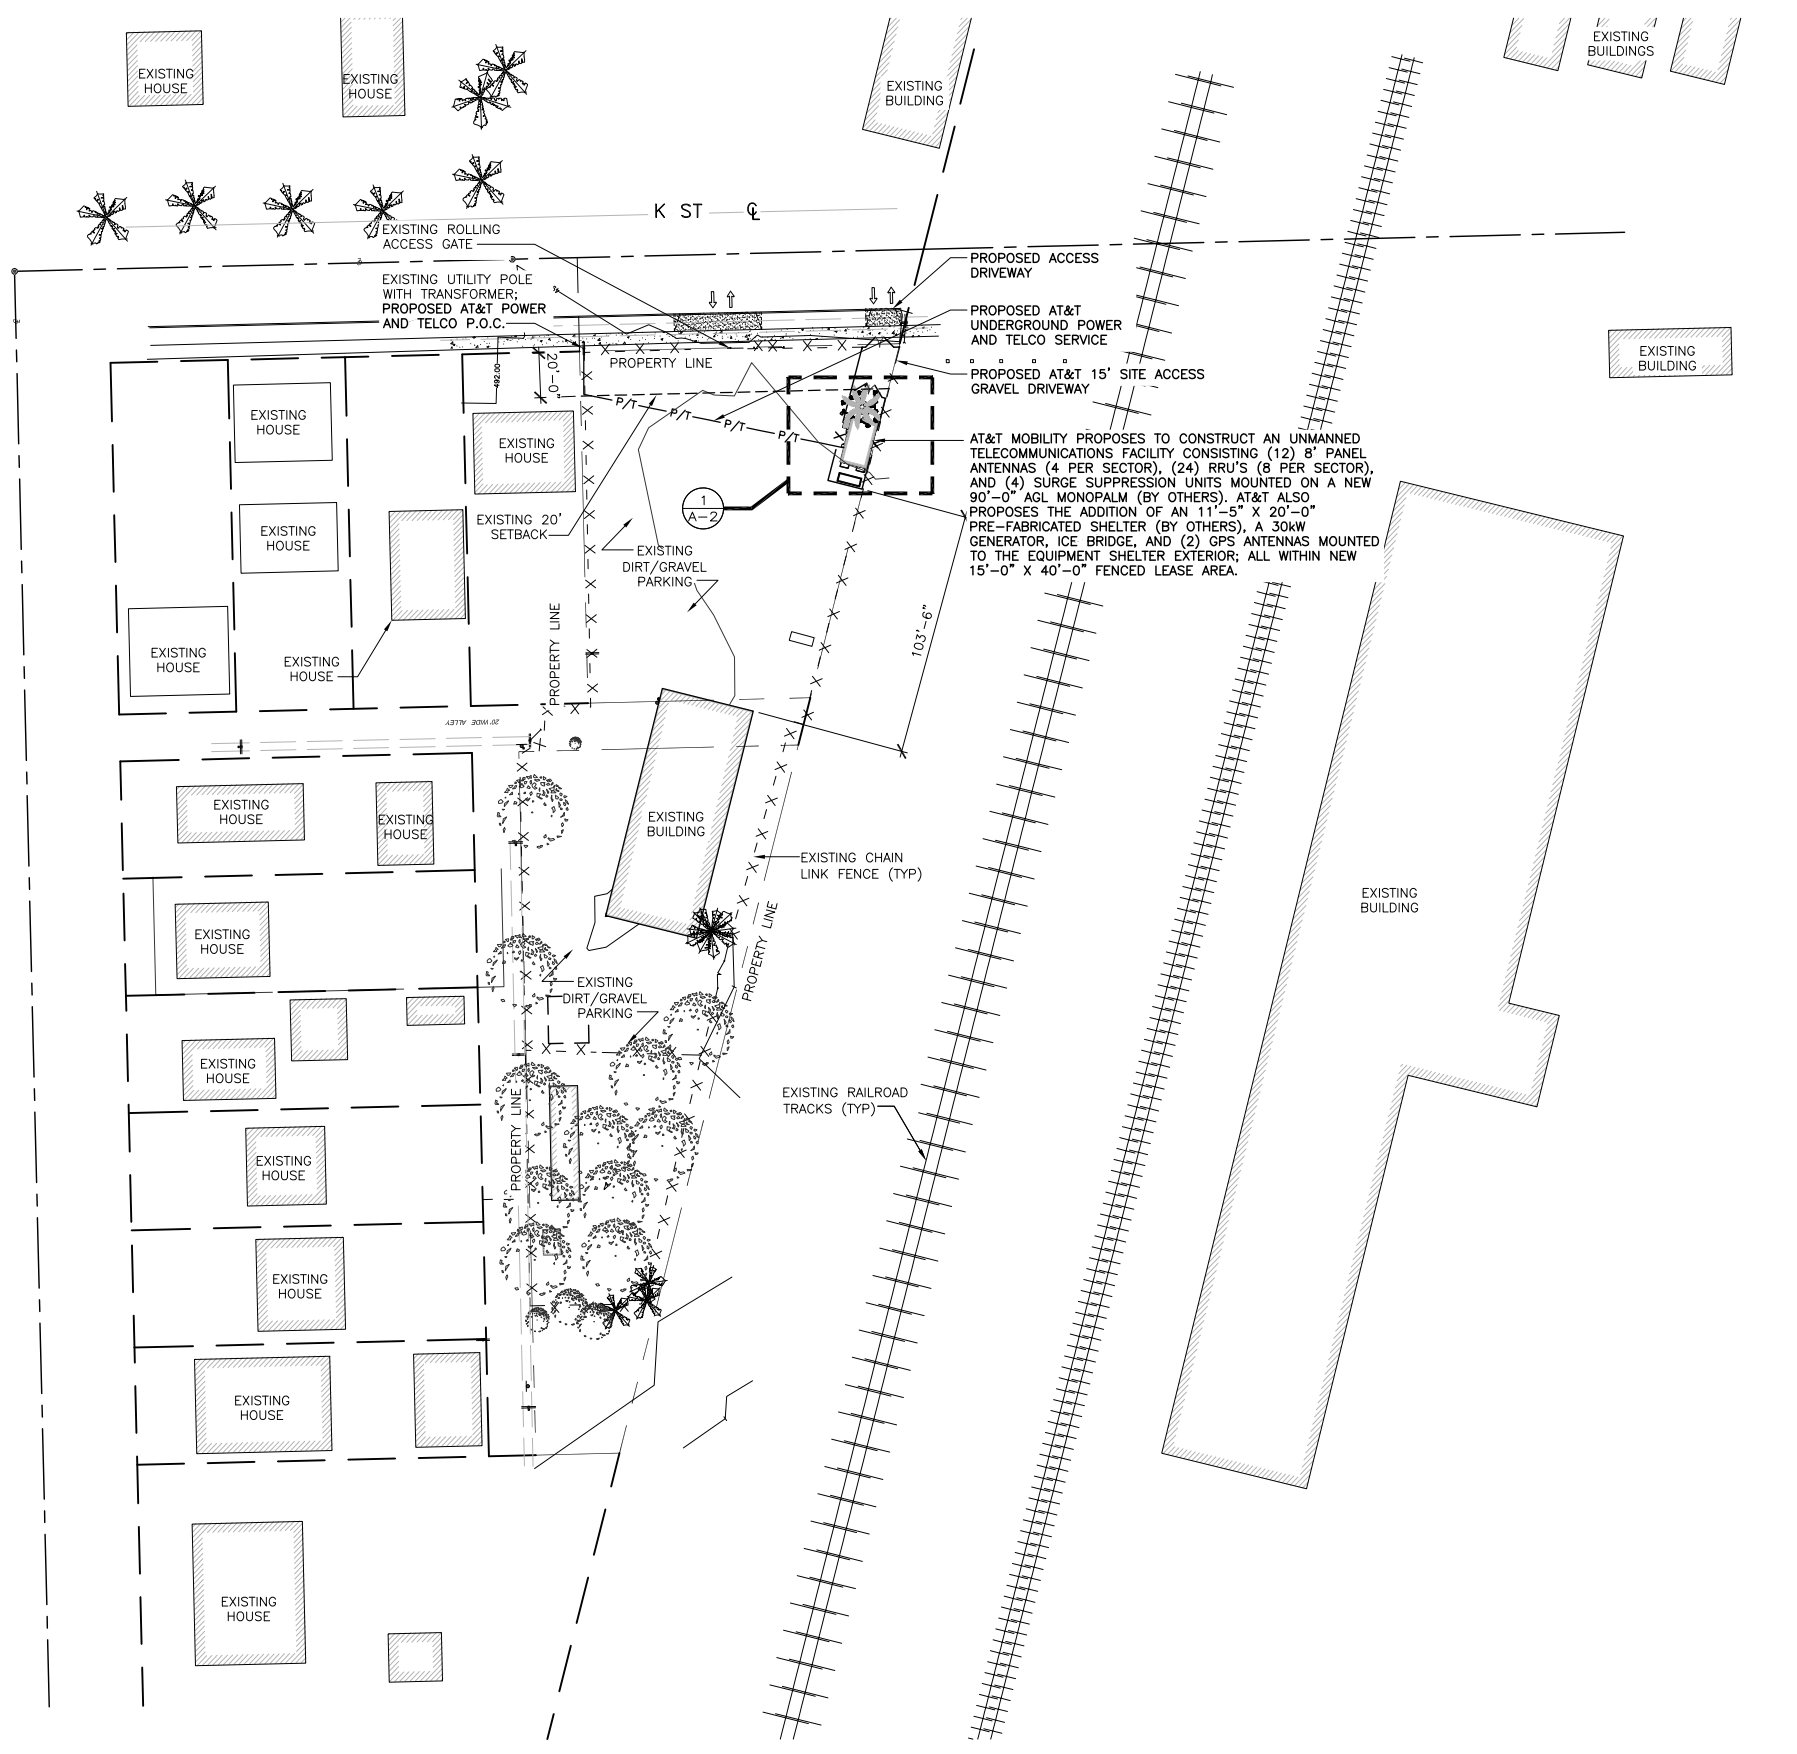 EXISTING
HOUSE
EXISTING
HOUSE
EXISTING
BUILDING
EXISTING
BUILDINGS
K ST
EXISTING ROLLING
ACCESS GATE
EXISTING UTILITY POLE
WITH TRANSFORMER;
PROPOSED AT&T POWER
AND TELCO P.O.C.
PROPOSED ACCESS
DRIVEWAY
PROPOSED AT&T
UNDERGROUND POWER
AND TELCO SERVICE
PROPOSED AT&T 15' SITE ACCESS
GRAVEL DRIVEWAY
EXISTING
BUILDING
PROPERTY LINE
492.00
20'-0"
P/T
P/T
P/T
P/T
EXISTING
HOUSE
EXISTING
HOUSE
AT&T MOBILITY PROPOSES TO CONSTRUCT AN UNMANNED
TELECOMMUNICATIONS FACILITY CONSISTING (12) 8' PANEL
ANTENNAS (4 PER SECTOR), (24) RRU'S (8 PER SECTOR),
AND (4) SURGE SUPPRESSION UNITS MOUNTED ON A NEW
90'-0" AGL MONOPALM (BY OTHERS). AT&T ALSO
PROPOSES THE ADDITION OF AN 11'-5" X 20'-0"
PRE-FABRICATED SHELTER (BY OTHERS), A 30kW
GENERATOR, ICE BRIDGE, AND (2) GPS ANTENNAS MOUNTED
TO THE EQUIPMENT SHELTER EXTERIOR; ALL WITHIN NEW
15'-0" X 40'-0" FENCED LEASE AREA.
1
A-2
EXISTING 20'
SETBACK
EXISTING
HOUSE
EXISTING
DIRT/GRAVEL
PARKING
EXISTING
HOUSE
EXISTING
HOUSE
PROPERTY LINE
103'-6"
20' WIDE ALLEY
EXISTING
HOUSE
EXISTING
HOUSE
EXISTING
BUILDING
EXISTING CHAIN
LINK FENCE (TYP)
EXISTING
BUILDING
EXISTING
HOUSE
PROPERTY LINE
EXISTING
DIRT/GRAVEL
PARKING
EXISTING
HOUSE
EXISTING RAILROAD
TRACKS (TYP)
PROPERTY LINE
EXISTING
HOUSE
EXISTING
HOUSE
EXISTING
HOUSE
EXISTING
HOUSE